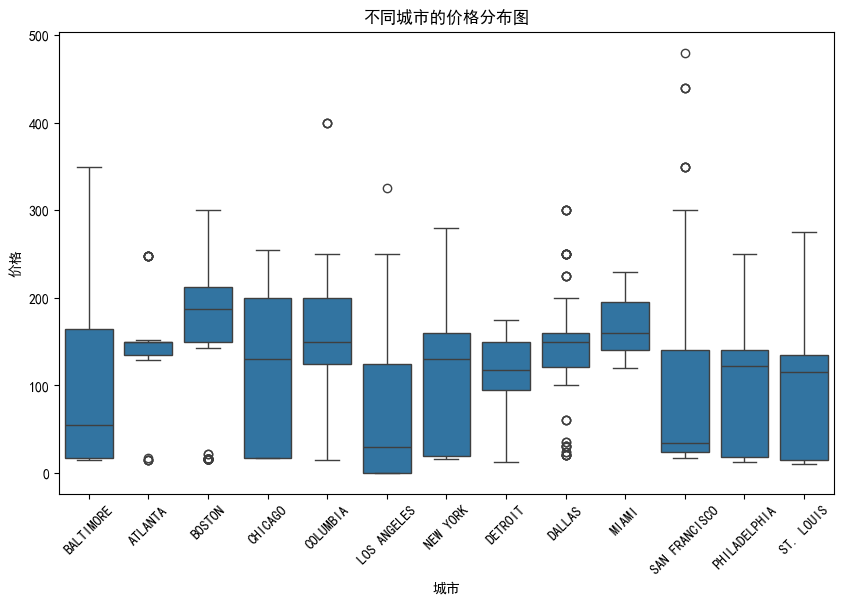 不同城市的价格分布图
500
400
300
200
100
0
价格
BALTIMORE
ATLANTA
BOSTON
CHICAGO
COLUMBIA
LOS ANGELES
NEW YORK
DETROIT
DALLAS
MIAMI
SAN FRANCISCO
PHILADELPHIA
ST. LOUIS
城市